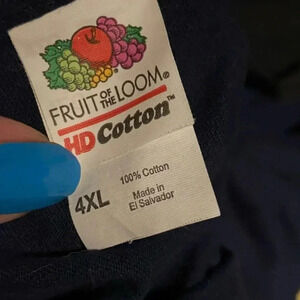 FRUIT OF THE LOOM®
HD Cotton™
4XL
100% Cotton
Made in
El Salvador